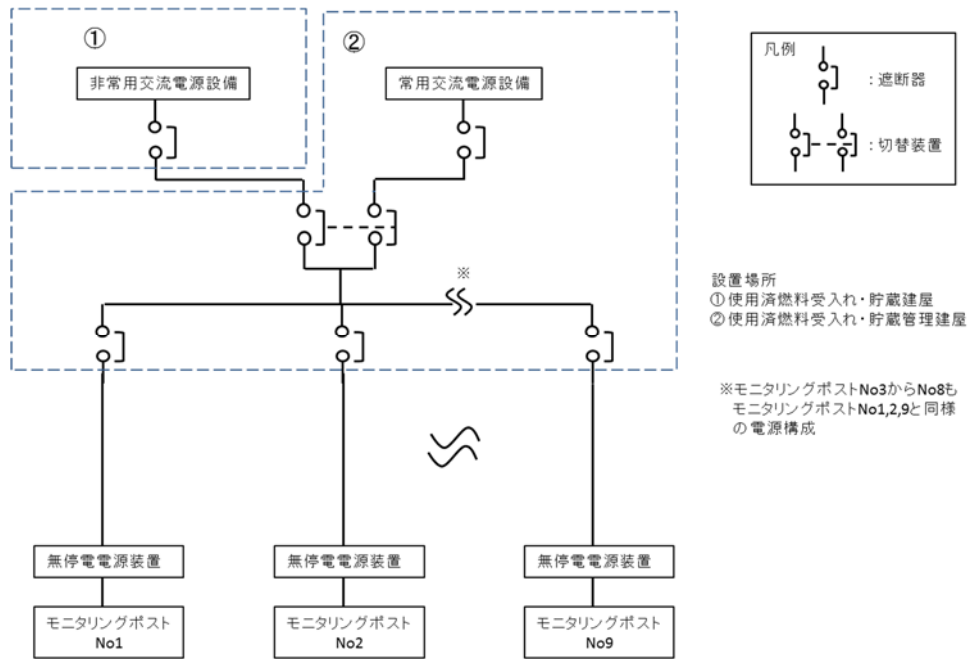 ①
②
非常用交流電源設備
常用交流電源設備
凡例
：遮断器
：切替装置
※
設置場所
①使用済燃料受入れ・貯蔵建屋
②使用済燃料受入れ・貯蔵管理建屋
※モニタリングポストNo3からNo8も
モニタリングポストNo1,2,9と同様
の電源構成
無停電電源装置
無停電電源装置
無停電電源装置
モニタリングポスト
No1
モニタリングポスト
No2
モニタリングポスト
No9